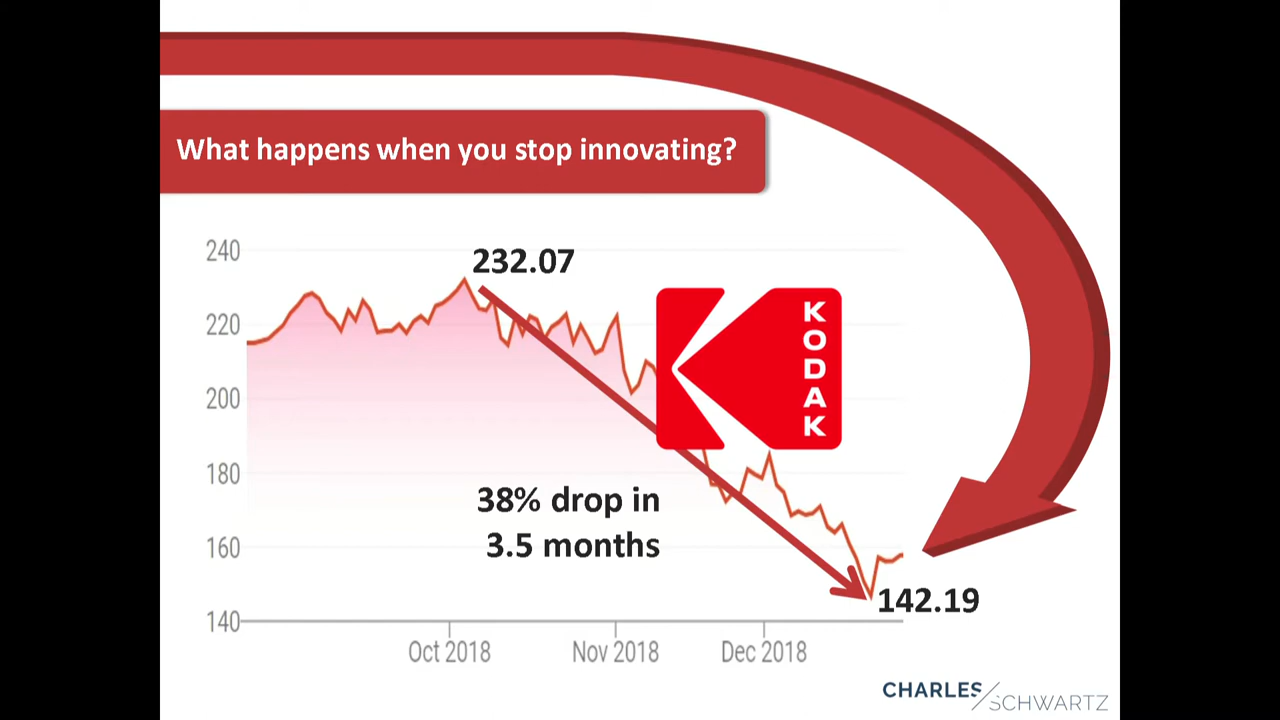 What happens when you stop innovating?
240
232.07
220
200
180
160
140
K
O
D
A
K
38% drop in
3.5 months
142.19
Oct 2018 Nov 2018 Dec 2018
CHARLES/SCHWARTZ